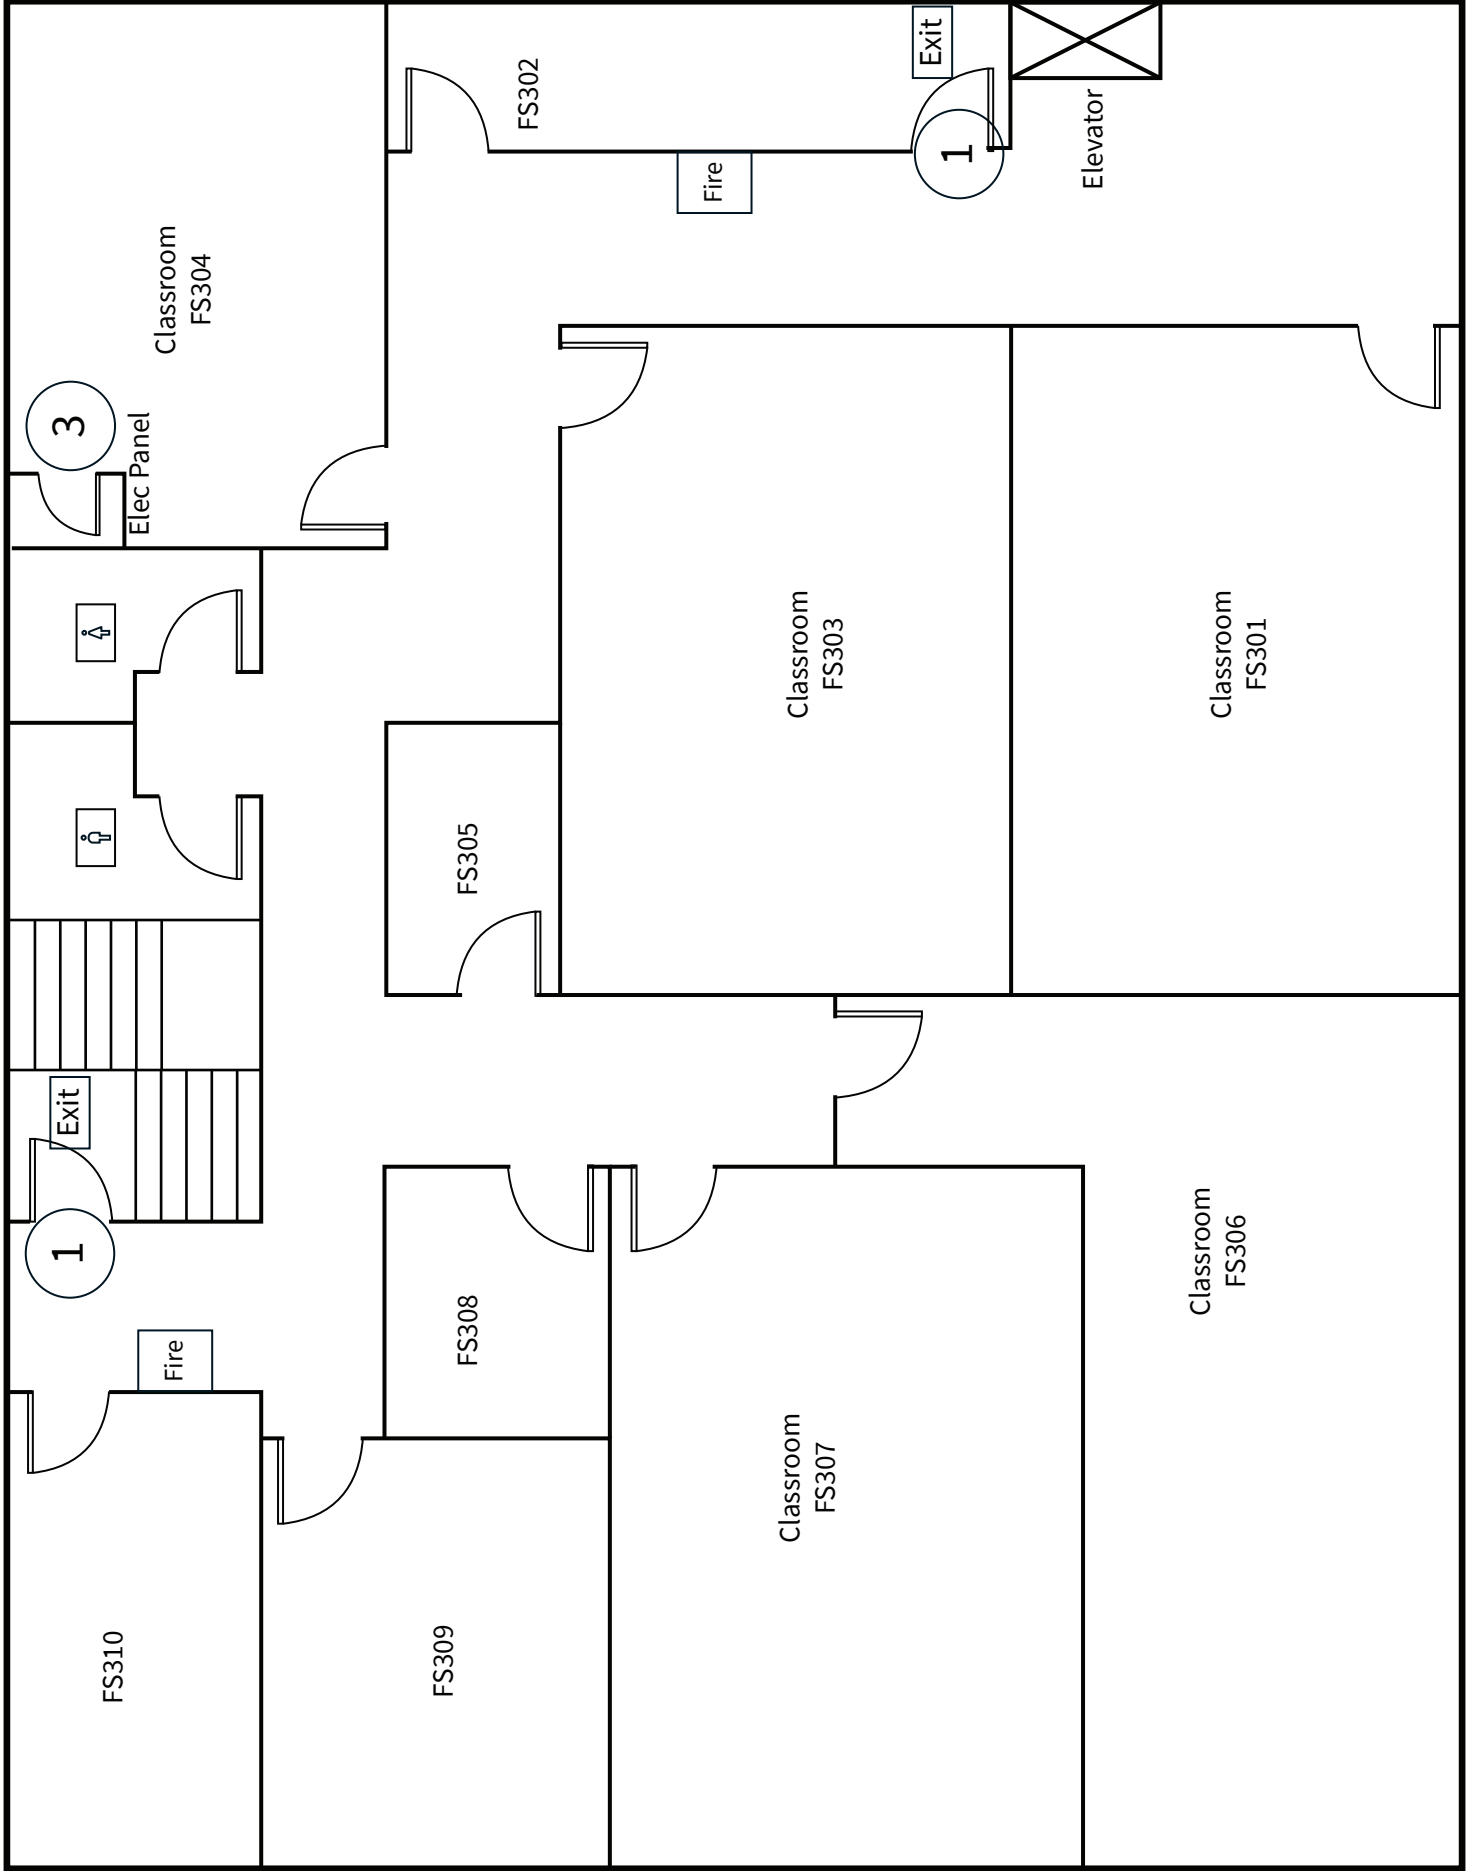 Exit
FS302
1
Elevator
Fire
Classroom
FS304
3
Elec Panel
Classroom
FS303
Classroom
FS301
FS305
Exit
1
Fire
FS308
Classroom
FS306
Classroom
FS307
FS310
FS309